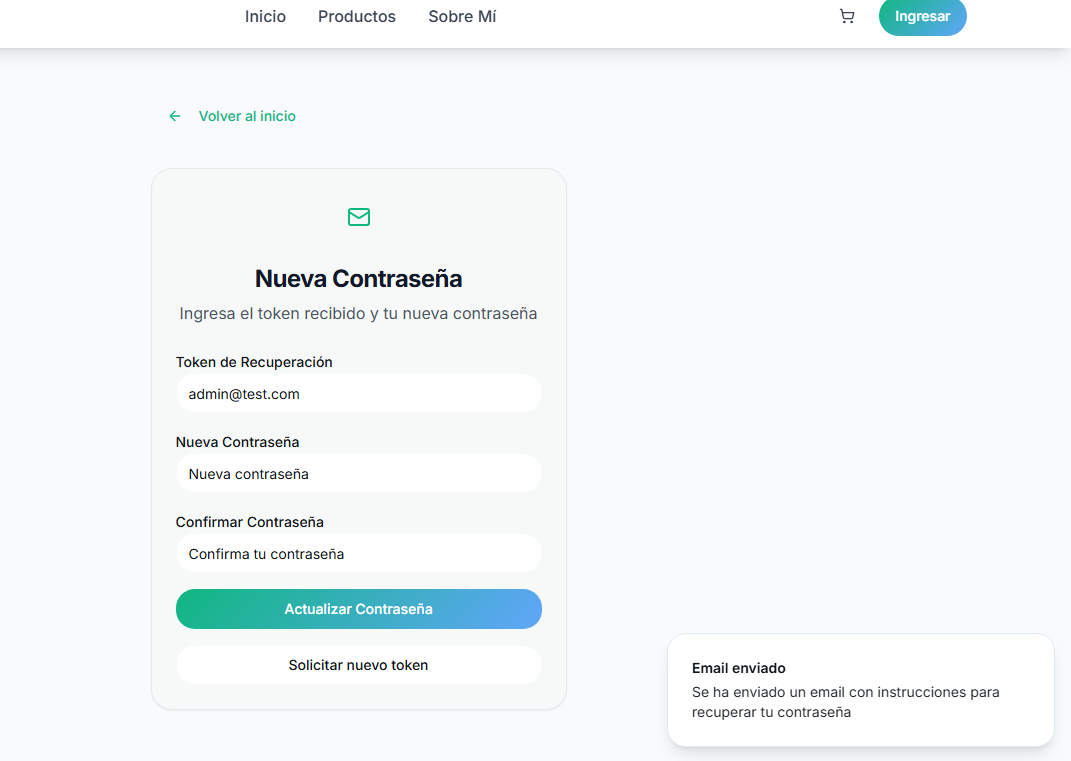 Inicio
Productos
Sobre Mí
Ingresar
Volver al inicio
Nueva Contraseña
Ingresa el token recibido y tu nueva contraseña
Token de Recuperación
admin@test.com
Nueva Contraseña
Nueva contraseña
Confirmar Contraseña
Confirma tu contraseña
Actualizar Contraseña
Solicitar nuevo token
Email enviado
Se ha enviado un email con instrucciones para
recuperar tu contraseña